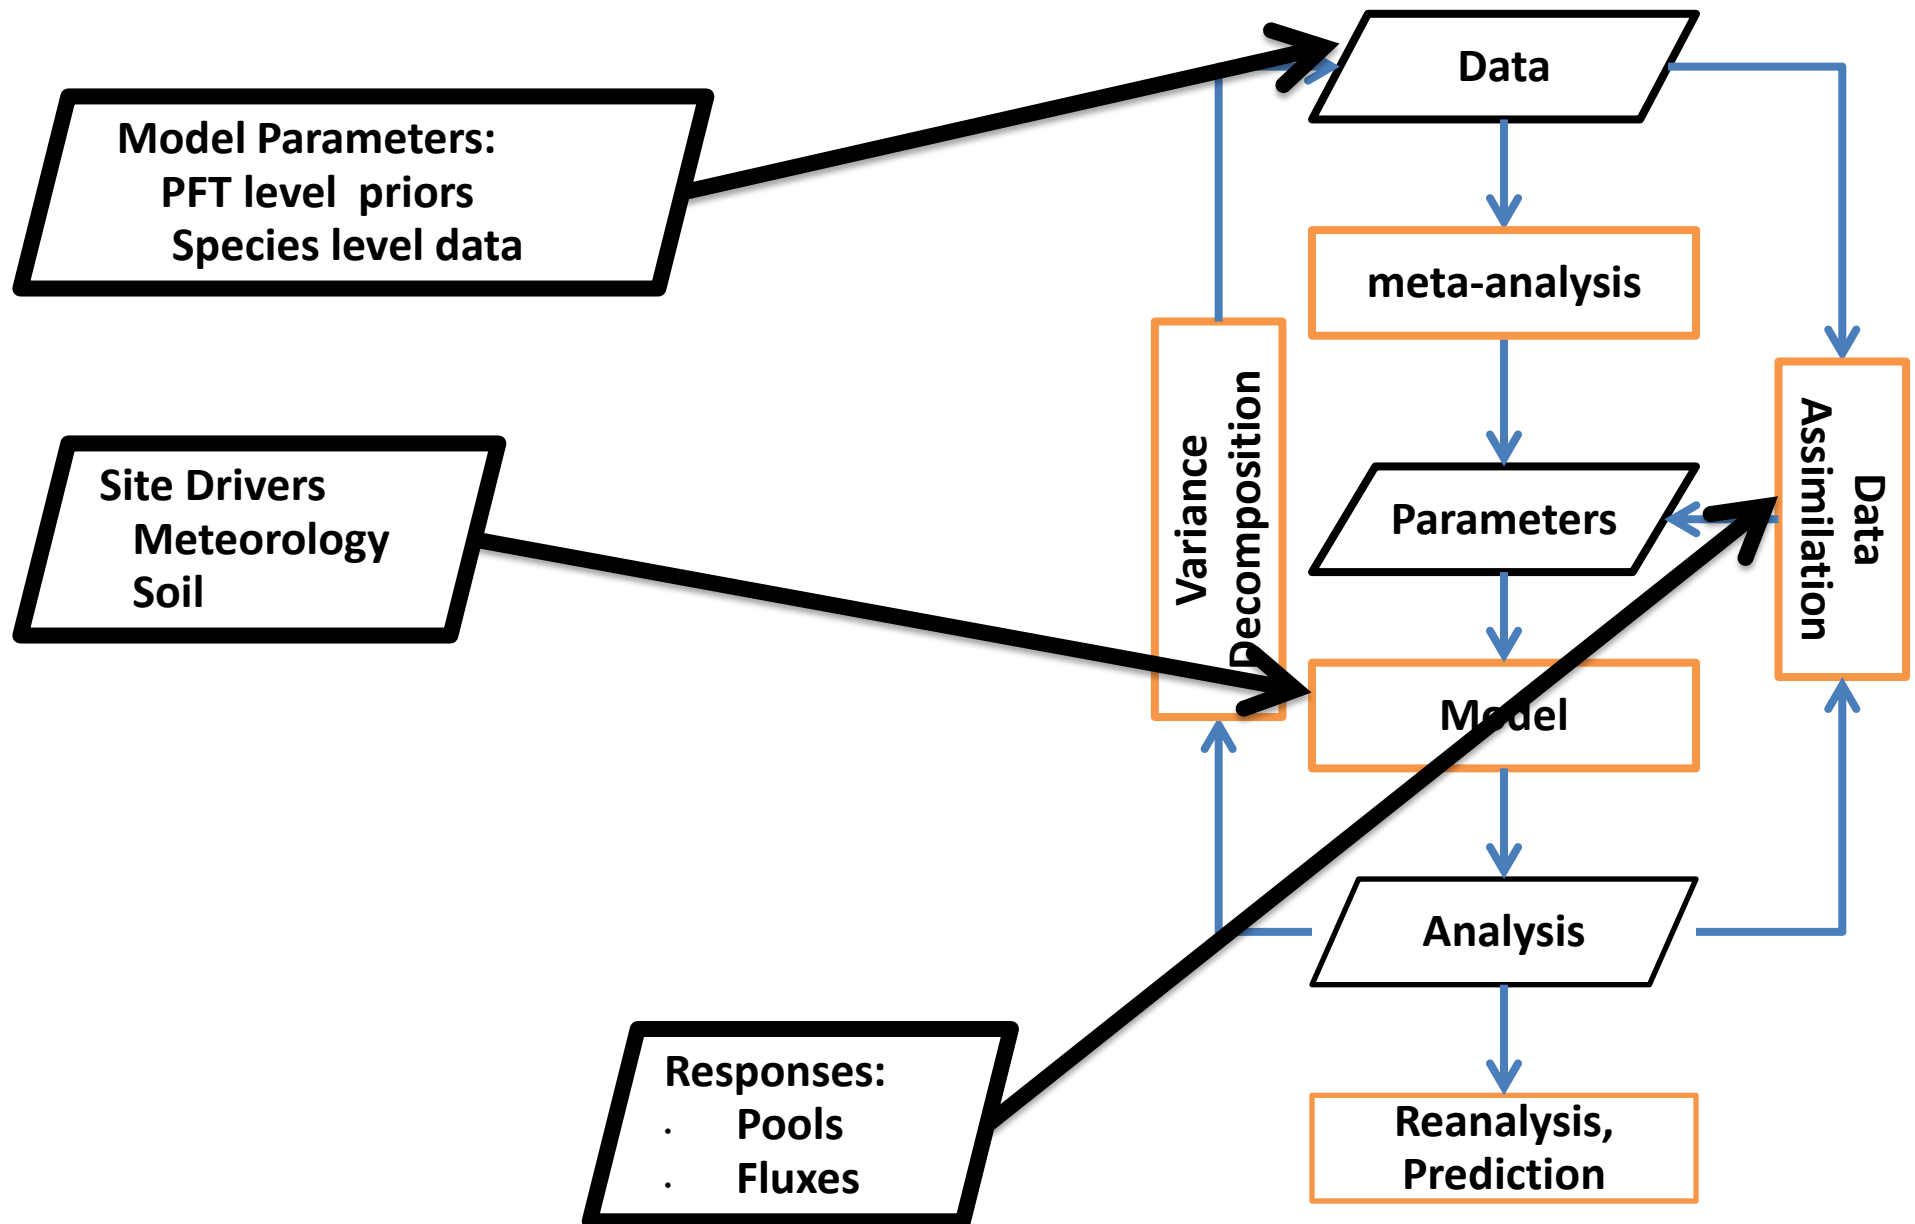 Data
Model Parameters:
PFT level priors
Species level data
meta-analysis
Variance
Decomposition
Data
Assimilation
Site Drivers
Meteorology
Soil
Parameters
Model
Analysis
Responses:
· Pools
· Fluxes
Reanalysis,
Prediction